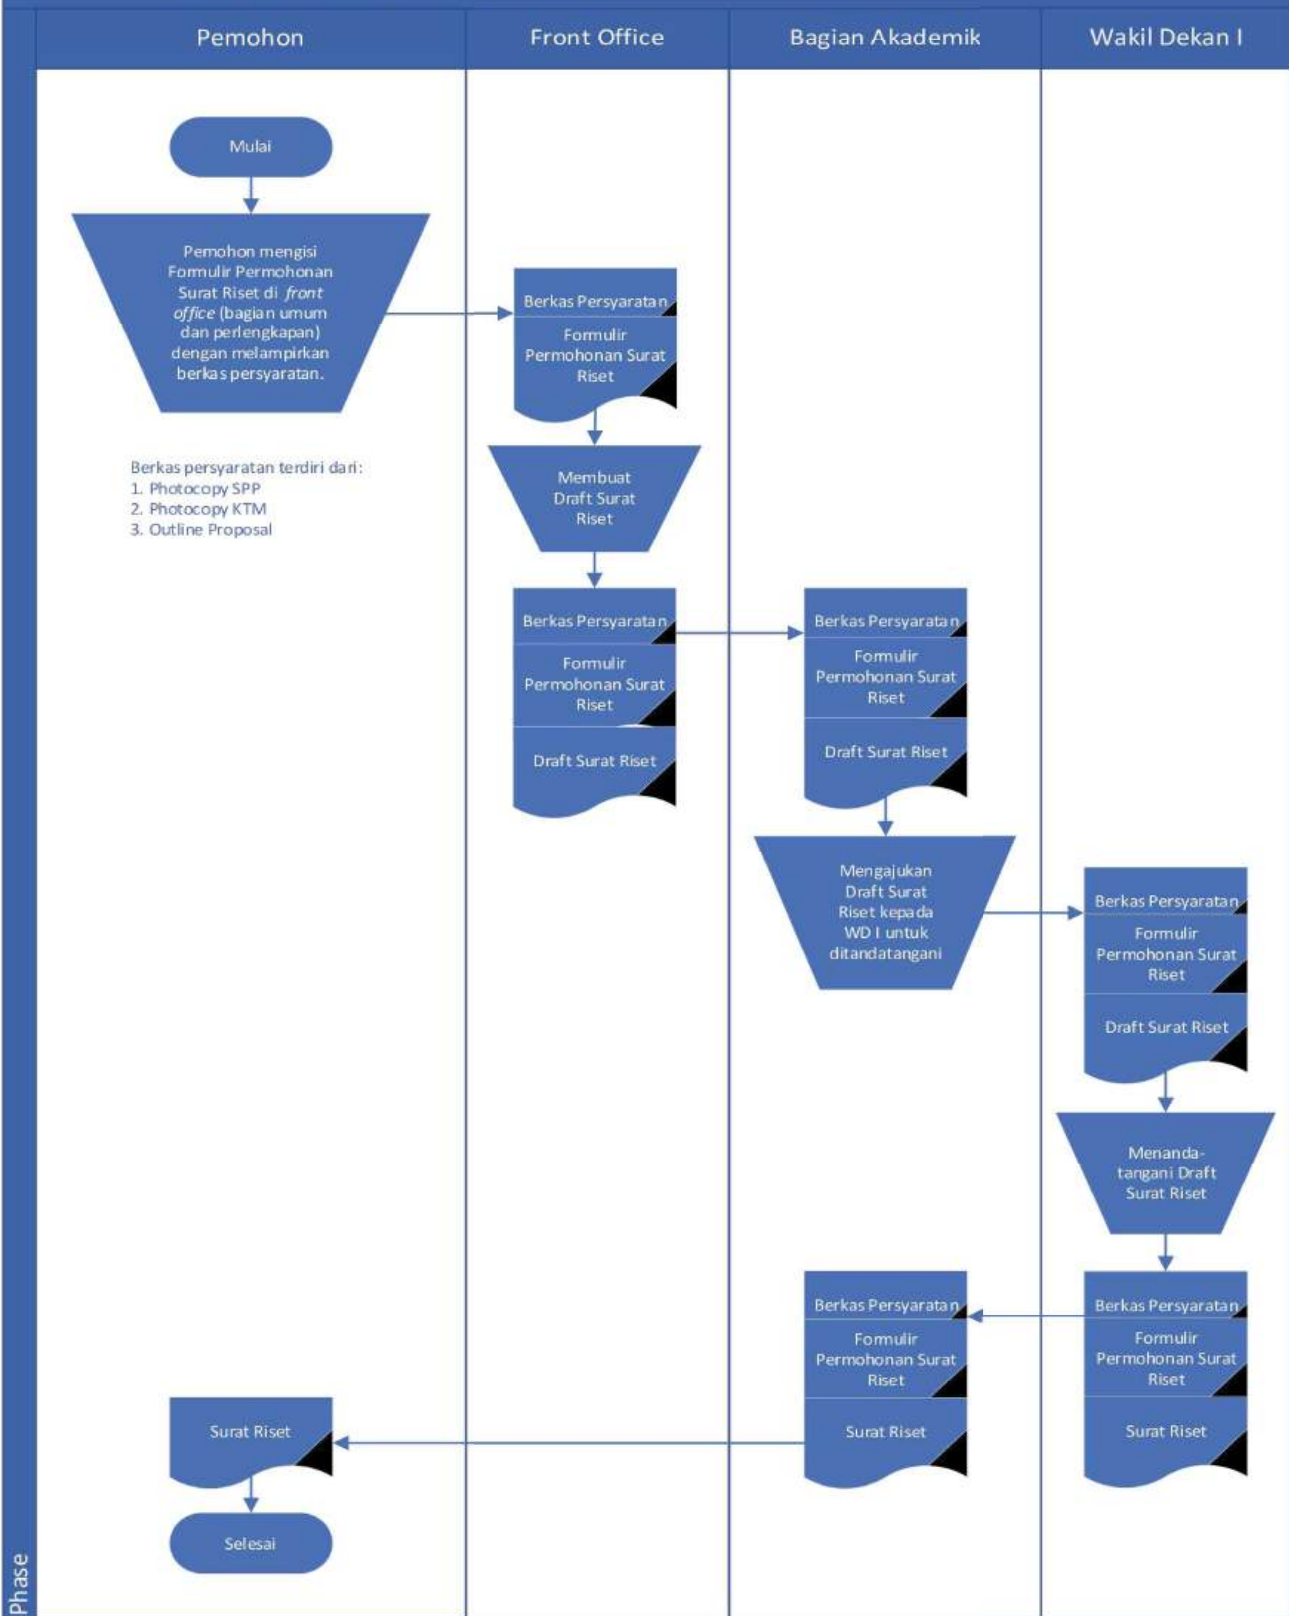 Pemohon
Front Office
Bagian Akademik
Wakil Dekan I
Mulai
Pemohon mengisi
Formulir Permohonan
Surat Riset di front
office (bagian umum
dan perlengkapan)
dengan melampirkan
berkas persyaratan.
Berkas persyaratan terdiri dari:
1. Photocopy SPP
2. Photocopy KTM
3. Outline Proposal
Berkas Persyaratan
Formulir
Permohonan Surat
Riset
Membuat
Draft Surat
Riset
Berkas Persyaratan
Formulir
Permohonan Surat
Riset
Draft Surat Riset
Berkas Persyaratan
Formulir
Permohonan Surat
Riset
Draft Surat Riset
Mengajukan
Draft Surat
Riset kepada
WD I untuk
ditandatangani
Berkas Persyaratan
Formulir
Permohonan Surat
Riset
Draft Surat Riset
Menanda-
tangani Draft
Surat Riset
Berkas Persyaratan
Formulir
Permohonan Surat
Riset
Surat Riset
Berkas Persyaratan
Formulir
Permohonan Surat
Riset
Surat Riset
Surat Riset
Selesai
Phase